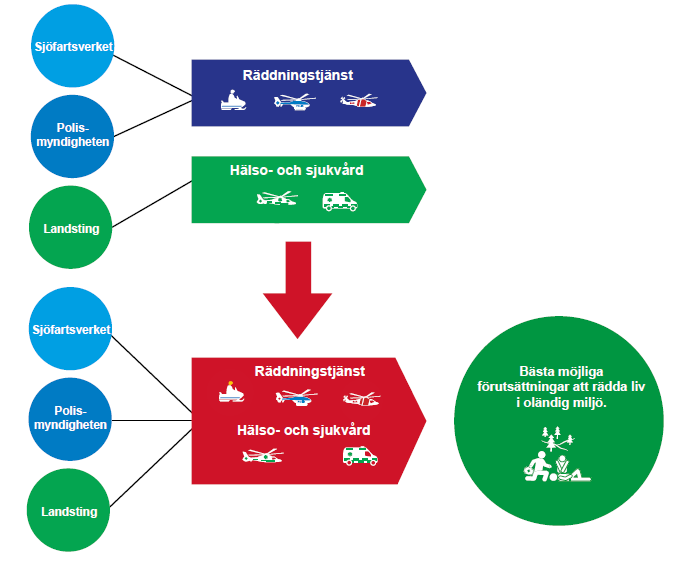 Sjöfartsverket
Räddningstjänst
Polis-
myndigheten
Hälso- och sjukvård
Landsting
Sjöfartsverket
Räddningstjänst
Polis-
myndigheten
Hälso- och sjukvård
Landsting
Bästa möjliga
förutsättningar att rädda liv
i oländig miljö.